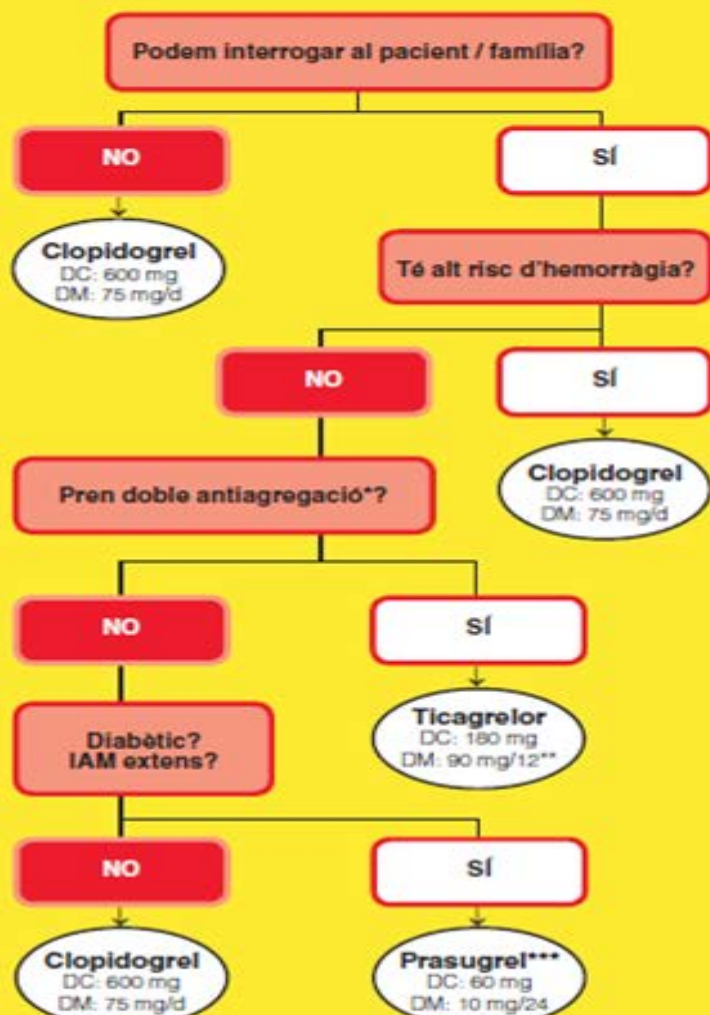 Podem interrogar al pacient / família?
NO
SÍ
Clopidogrel
DC: 600 mg
DM: 75 mg/d
Té alt risc d'hemorràgia?
NO
SÍ
Clopidogrel
DC: 600 mg
DM: 75 mg/d
Pren doble antiagregació*?
NO
SÍ
Ticagrelor
DC: 180 mg
DM: 90 mg/12**
Diabètic?
IAM extens?
NO
SÍ
Clopidogrel
DC: 600 mg
DM: 75 mg/d
Prasugrel***
DC: 60 mg
DM: 10 mg/24